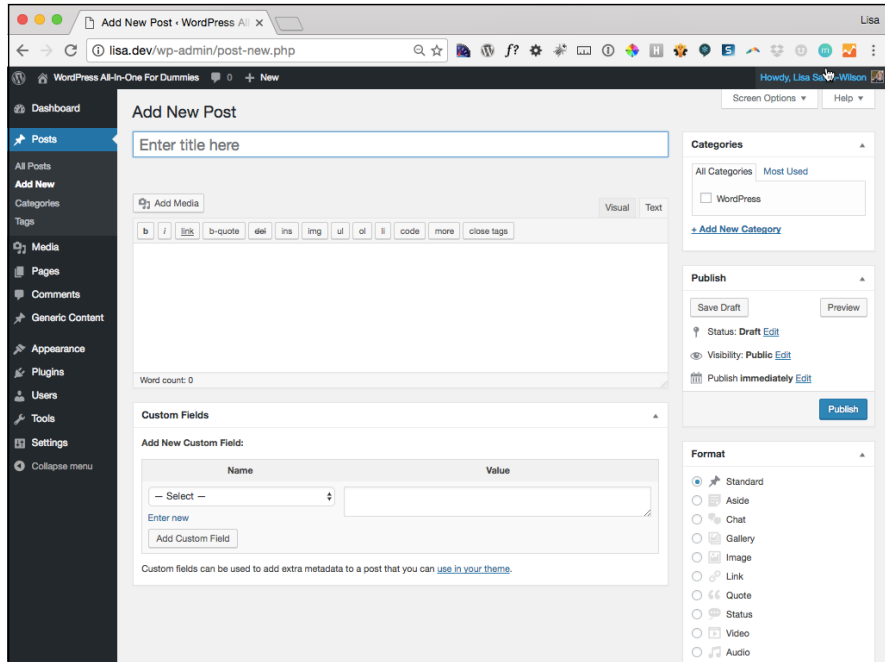 Add New Post ‹ WordPress All
Lisa
lisa.dev/wp-admin/post-new.php
f?
WordPress All-In-One For Dummies 0 + New
Howdy, Lisa -Wilson
Dashboard
Posts
All Posts
Add New
Categories
Tags
Media
Pages
Comments
Generic Content
Appearance
Plugins
Users
Tools
Settings
Collapse menu
Screen Options
Help
Add New Post
Enter title here
Add Media
Visual Text
b i link b-quote del ins img ul ol li code more close tags
Word count: 0
Custom Fields
Add New Custom Field:
Name Value
— Select —
Enter new
Add Custom Field
Custom fields can be used to add extra metadata to a post that you can use in your theme.
Categories
All Categories Most Used
WordPress
+ Add New Category
Publish
Save Draft Preview
Status: Draft Edit
Visibility: Public Edit
Publish immediately Edit
Publish
Format
Standard
Aside
Chat
Gallery
Image
Link
Quote
Status
Video
Audio